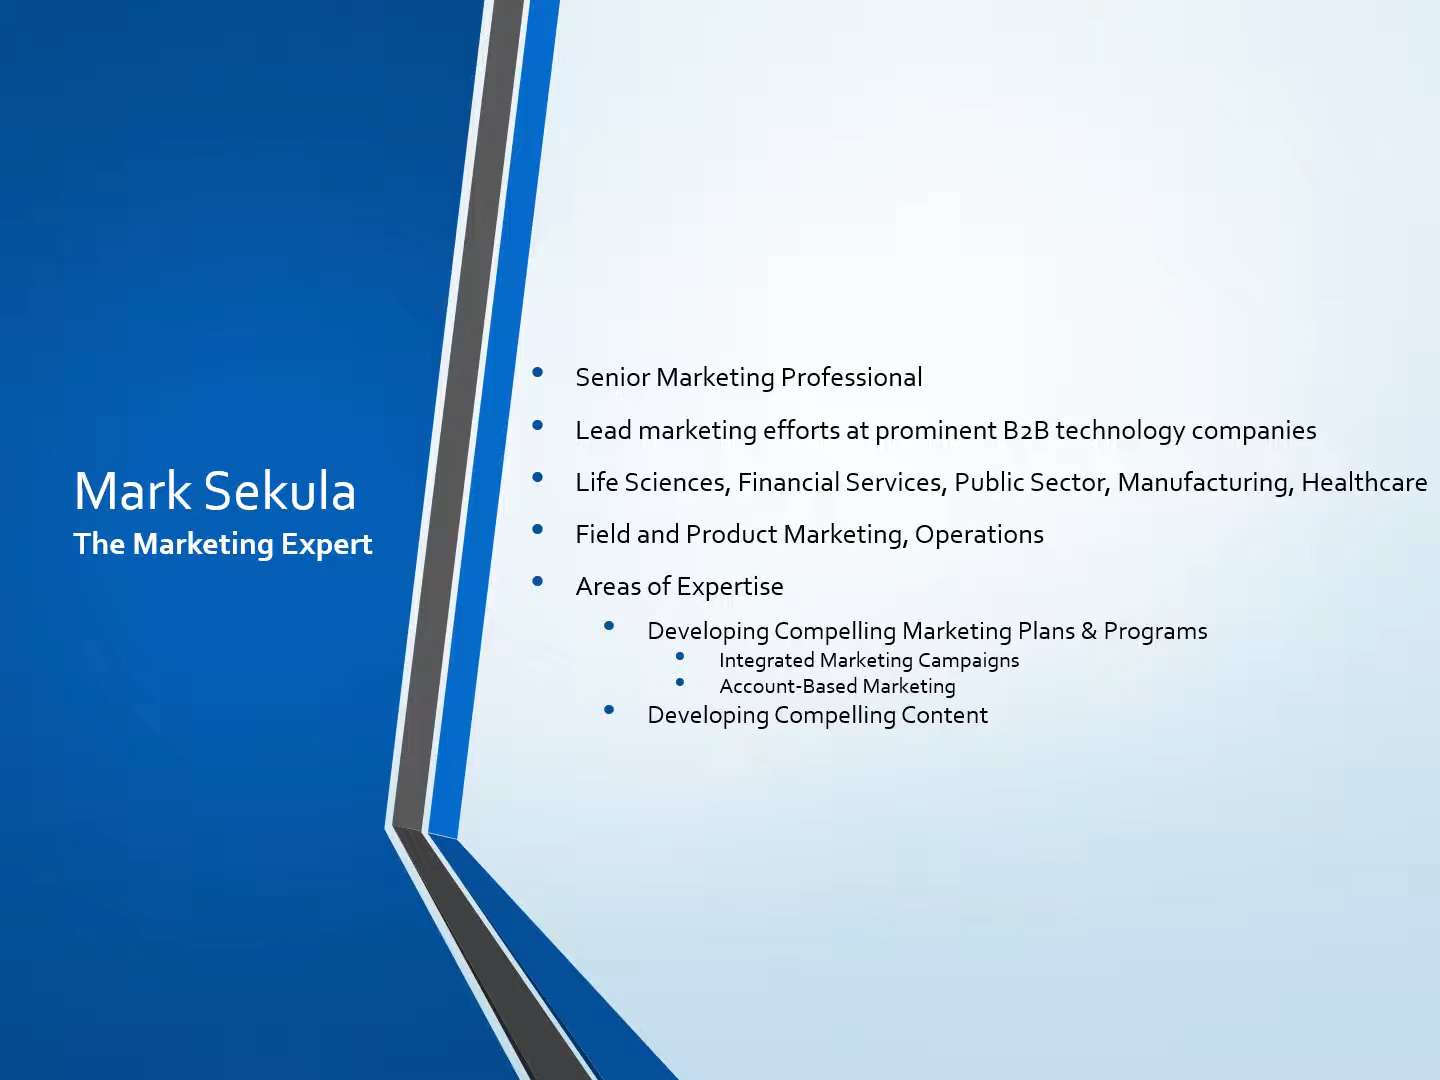 Mark Sekula
The Marketing Expert
• Senior Marketing Professional
• Lead marketing efforts at prominent B2B technology companies
• Life Sciences, Financial Services, Public Sector, Manufacturing, Healthcare
• Field and Product Marketing, Operations
• Areas of Expertise
• Developing Compelling Marketing Plans & Programs
• Integrated Marketing Campaigns
• Account-Based Marketing
• Developing Compelling Content